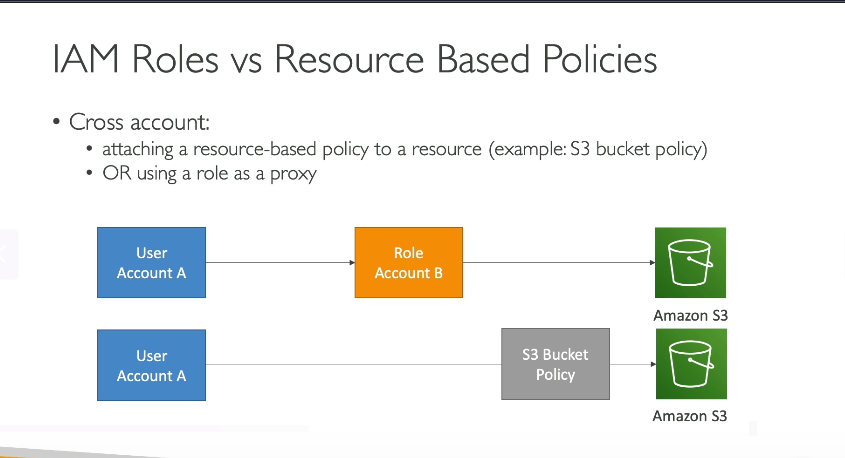 IAM Roles vs Resource Based Policies
• Cross account:
• attaching a resource-based policy to a resource (example: S3 bucket policy)
• OR using a role as a proxy
User
Account A
Role
Account B
Amazon S3
User
Account A
S3 Bucket
Policy
Amazon S3